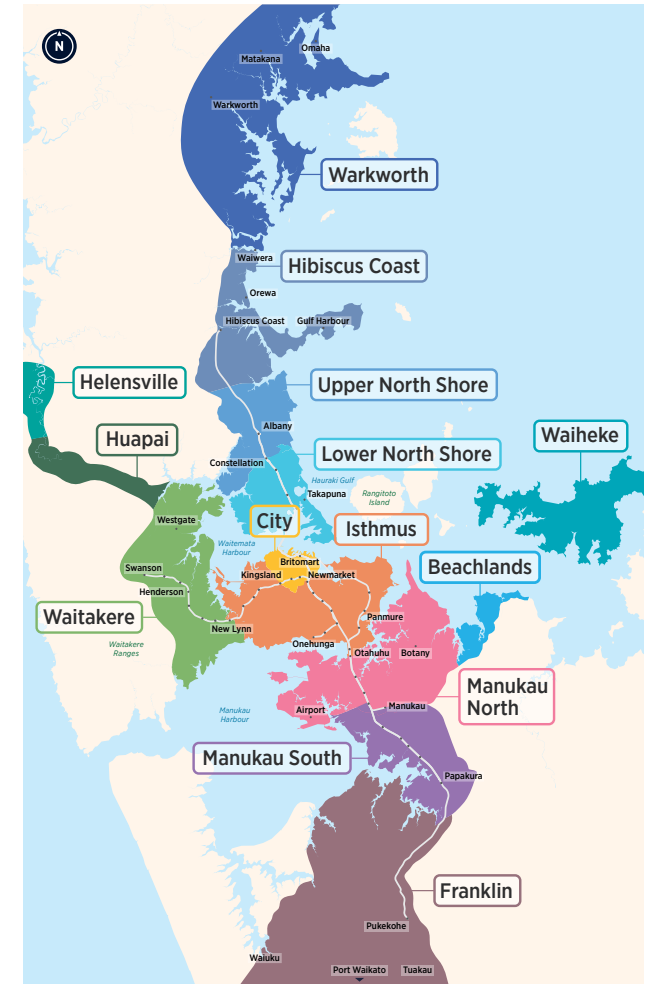 N
Omaha
Matakana
Warkworth
Warkworth
Waiwera
Hibiscus Coast
Orewa
Hibiscus Coast
Gulf Harbour
Helensville
Upper North Shore
Huapai
Albany
Waiheke
Constellation
Lower North Shore
Hauraki Gulf
Takapuna
Rangitoto
Island
Westgate
City
Isthmus
Waitemata
Harbour
Britomart
Beachlands
Swanson
Kingsland
Newmarket
Henderson
Waitakere
Panmure
New Lynn
Onehunga
Waitakere
Ranges
Otahuhu
Botany
Manukau
North
Airport
Manukau
Manukau
Harbour
Manukau South
Papakura
Franklin
Pukekohe
Waiuku
Port Waikato
Tuakau